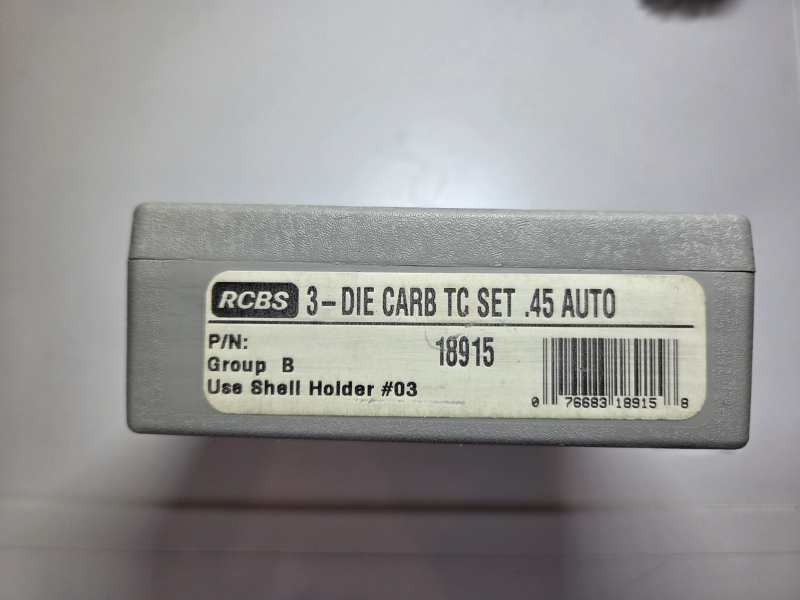 RCBS 3-DIE CARB TC SET .45 AUTO
P/N: 18915
Group B
Use Shell Holder #03
0 76683 18915 8